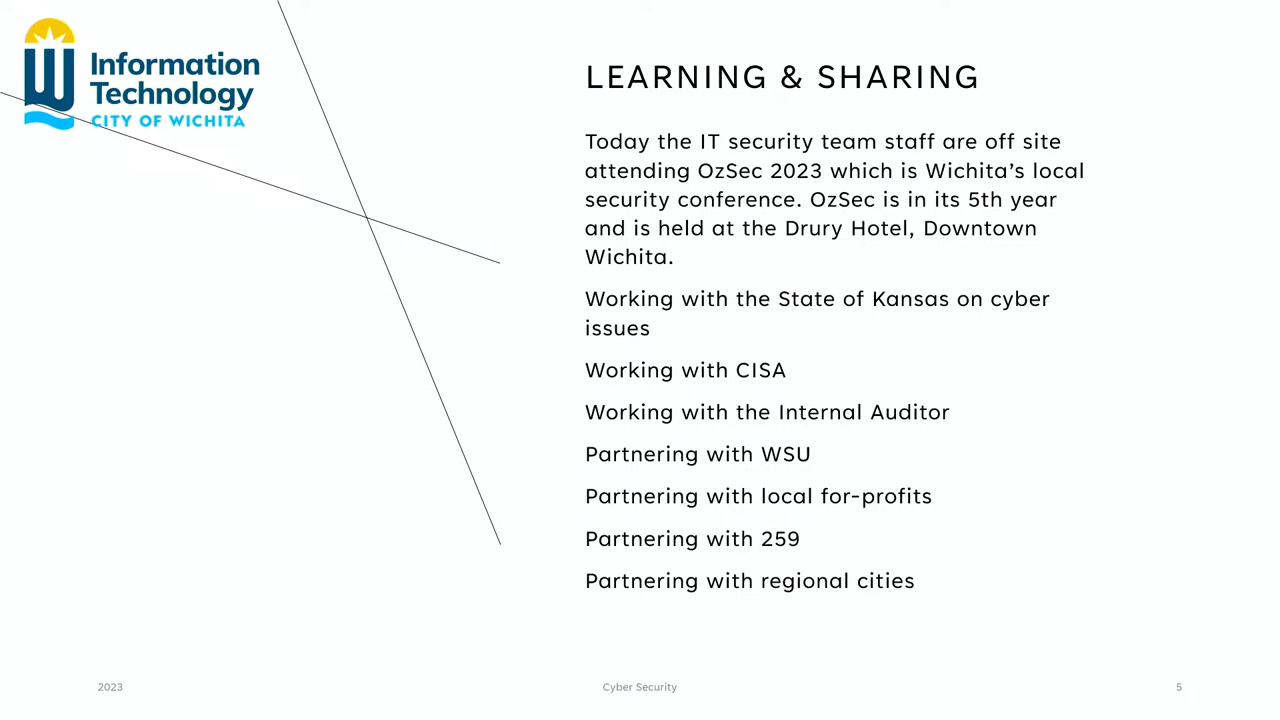 Information
Technology
CITY OF WICHITA
LEARNING & SHARING
Today the IT security team staff are off site
attending OzSec 2023 which is Wichita’s local
security conference. OzSec is in its 5th year
and is held at the Drury Hotel, Downtown
Wichita.
Working with the State of Kansas on cyber
issues
Working with CISA
Working with the Internal Auditor
Partnering with WSU
Partnering with local for-profits
Partnering with 259
Partnering with regional cities
2023
Cyber Security
5